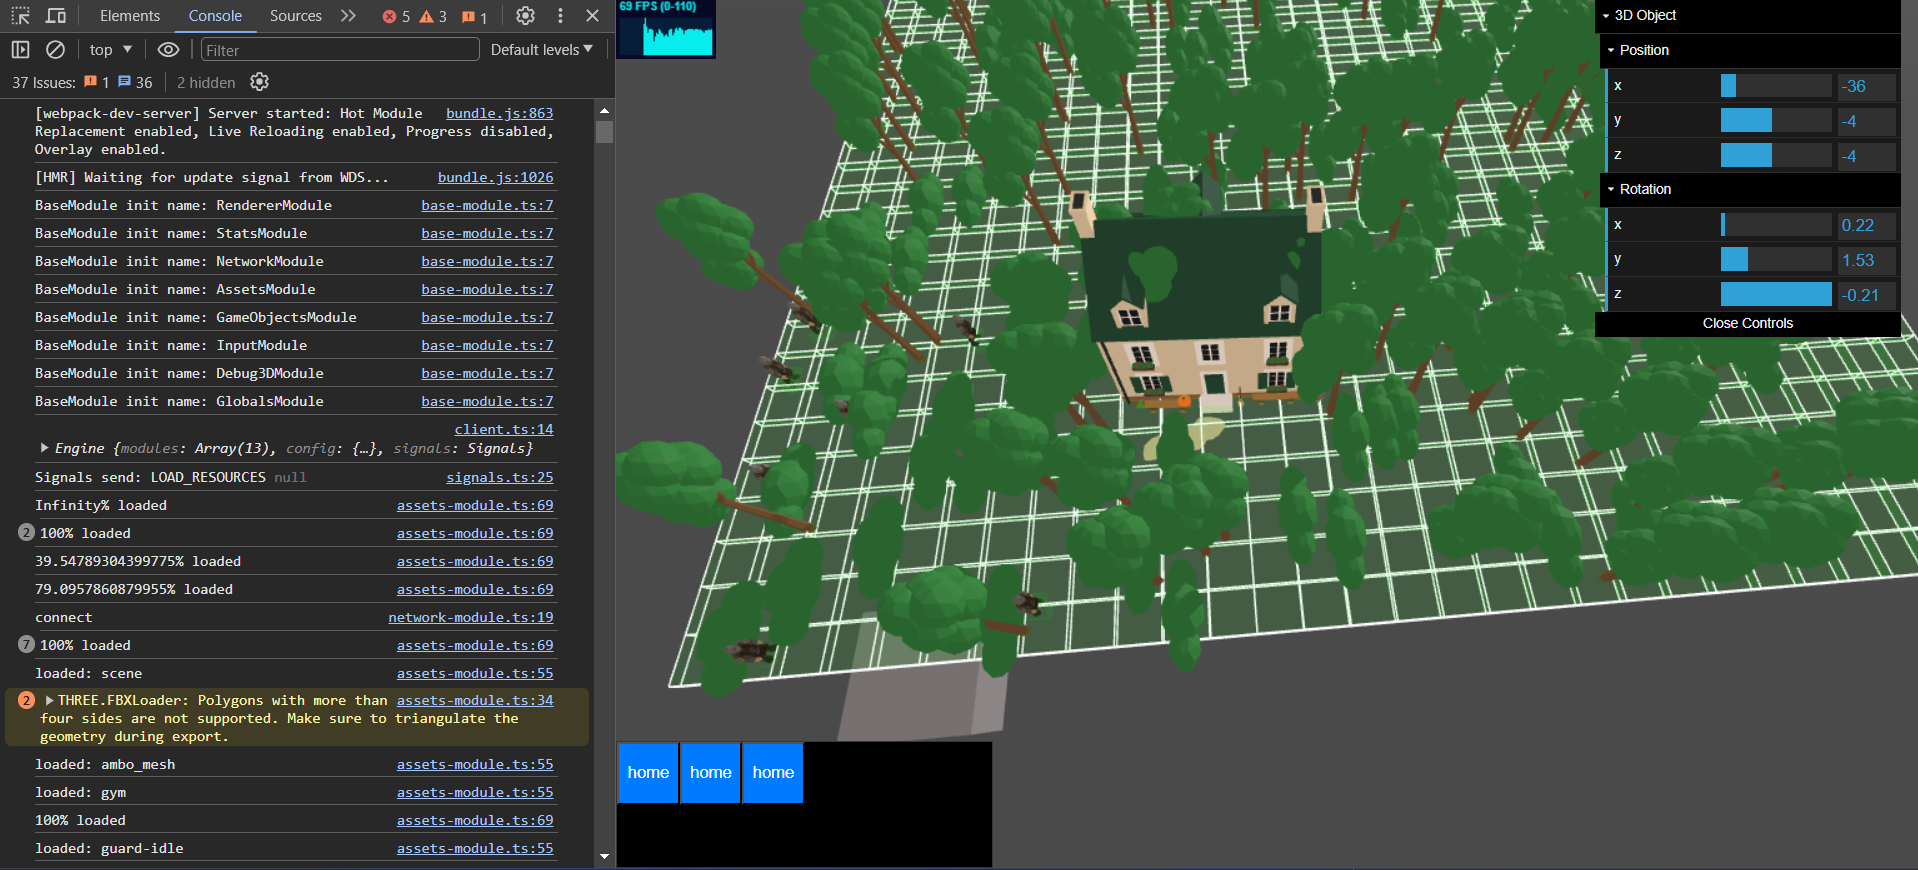 Elements
Console
Sources
5
3
1
top
Filter
Default levels
37 Issues:
1
36
2 hidden
[webpack-dev-server] Server started: Hot Module bundle.js:863
Replacement enabled, Live Reloading enabled, Progress disabled,
Overlay enabled.
[HMR] Waiting for update signal from WDS... bundle.js:1026
BaseModule init name: RendererModule base-module.ts:7
BaseModule init name: StatsModule base-module.ts:7
BaseModule init name: NetworkModule base-module.ts:7
BaseModule init name: AssetsModule base-module.ts:7
BaseModule init name: GameObjectsModule base-module.ts:7
BaseModule init name: InputModule base-module.ts:7
BaseModule init name: Debug3DModule base-module.ts:7
BaseModule init name: GlobalsModule base-module.ts:7
client.ts:14
Engine {modules: Array(13), config: {…}, signals: Signals}
Signals send: LOAD_RESOURCES null signals.ts:25
Infinity% loaded assets-module.ts:69
2 100% loaded assets-module.ts:69
39.54789304399775% loaded assets-module.ts:69
79.0957860879955% loaded assets-module.ts:69
connect network-module.ts:19
7 100% loaded assets-module.ts:69
loaded: scene assets-module.ts:55
2 THREE.FBXLoader: Polygons with more than assets-module.ts:34
four sides are not supported. Make sure to triangulate the
geometry during export.
loaded: ambo_mesh assets-module.ts:55
loaded: gym assets-module.ts:55
100% loaded assets-module.ts:69
loaded: guard-idle assets-module.ts:55
69 FPS (0-110)
home
home
home
3D Object
Position
x -36
y -4
z -4
Rotation
x 0.22
y 1.53
z -0.21
Close Controls